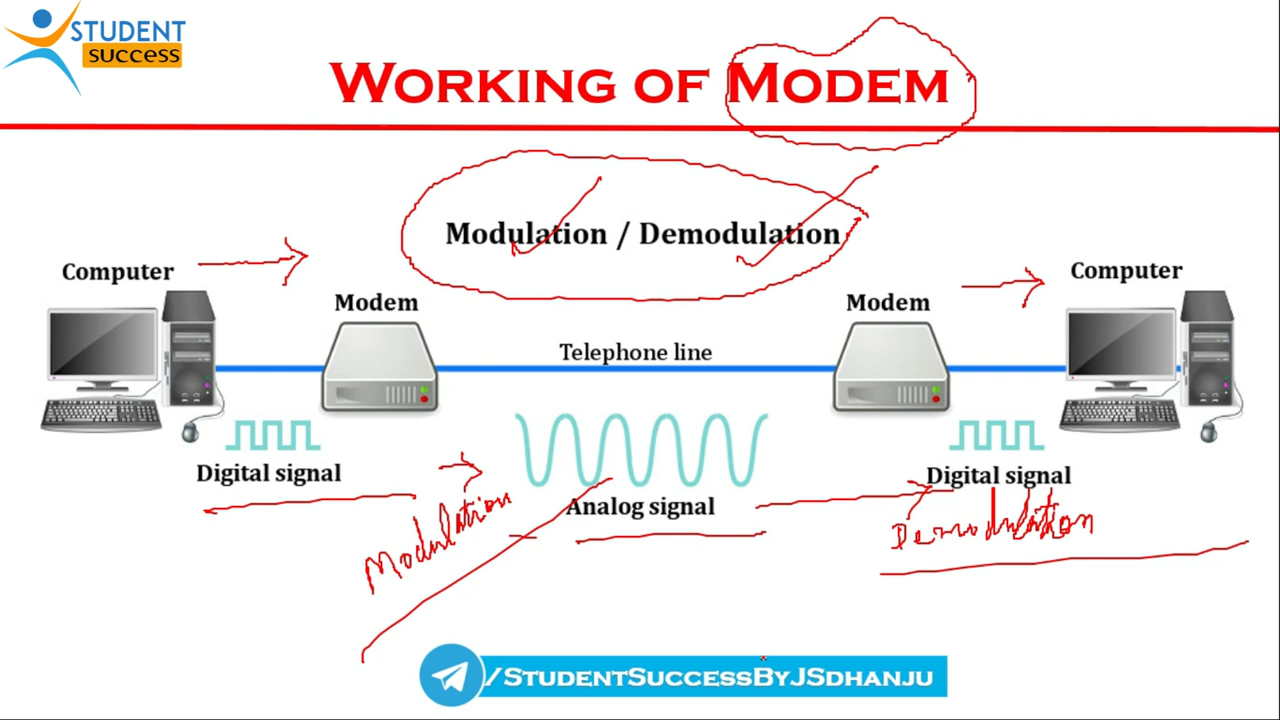 STUDENT
success
WORKING OF MODEM
Modulation / Demodulation
Computer
Computer
Modem
Modem
Telephone line
Digital signal
Digital signal
Analog signal
Modulation
Demodulation
/STUDENTSUCCESSBYJSDHANJU